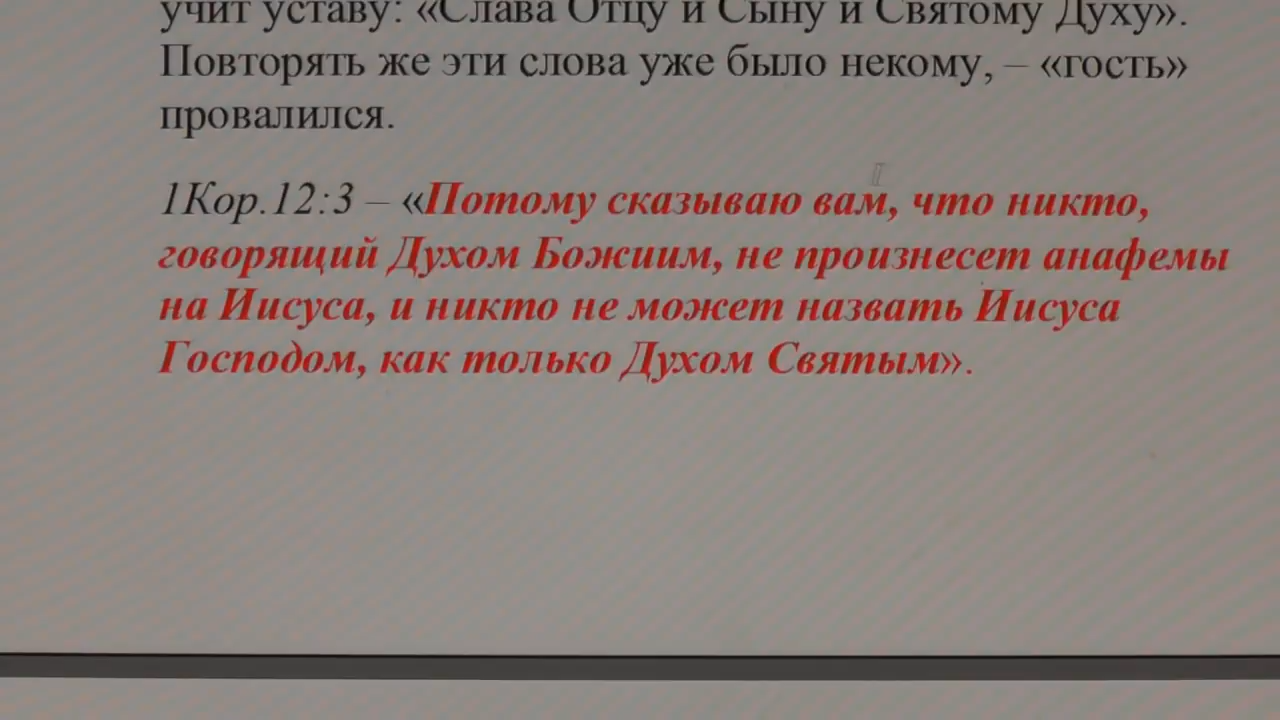 учит уставу: «Слава Отцу и Сыну и Святому Духу».
Повторять же эти слова уже было некому, – «гость»
провалился.
1Кор.12:3 – «Потому сказываю вам, что никто,
говорящий Духом Божиим, не произнесет анафемы
на Иисуса, и никто не может назвать Иисуса
Господом, как только Духом Святым».